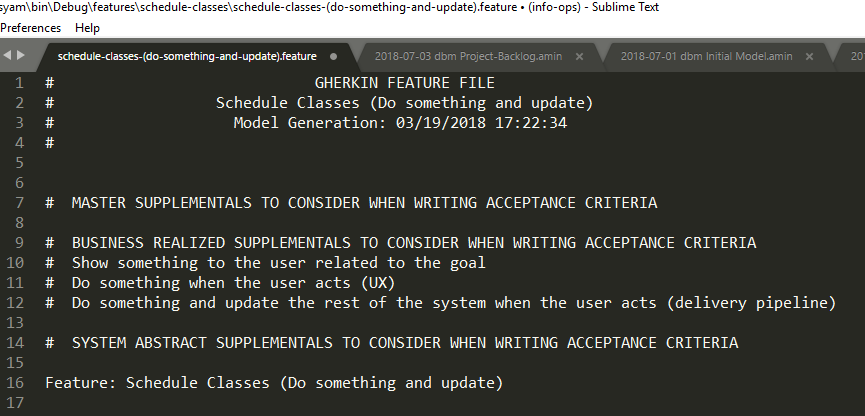 syam\bin\Debug\features\schedule-classes\schedule-classes-(do-something-and-update).feature • (info-ops) - Sublime Text
Preferences Help
schedule-classes-(do-something-and-update).feature 2018-07-03 dbm Project-Backlog.amin 2018-07-01 dbm Initial Model.amin 201
1 # GHERKIN FEATURE FILE
2 # Schedule Classes (Do something and update)
3 # Model Generation: 03/19/2018 17:22:34
4 #
5
6
7 # MASTER SUPPLEMENTALS TO CONSIDER WHEN WRITING ACCEPTANCE CRITERIA
8
9 # BUSINESS REALIZED SUPPLEMENTALS TO CONSIDER WHEN WRITING ACCEPTANCE CRITERIA
10 # Show something to the user related to the goal
11 # Do something when the user acts (UX)
12 # Do something and update the rest of the system when the user acts (delivery pipeline)
13
14 # SYSTEM ABSTRACT SUPPLEMENTALS TO CONSIDER WHEN WRITING ACCEPTANCE CRITERIA
15
16 Feature: Schedule Classes (Do something and update)
17